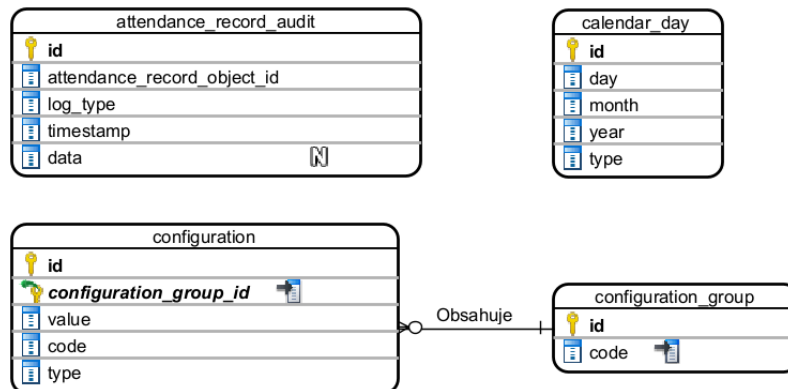 attendance_record_audit
id
attendance_record_object_id
log_type
timestamp
data
N
calendar_day
id
day
month
year
type
configuration
id
configuration_group_id
value
code
type
Obsahuje
configuration_group
id
code